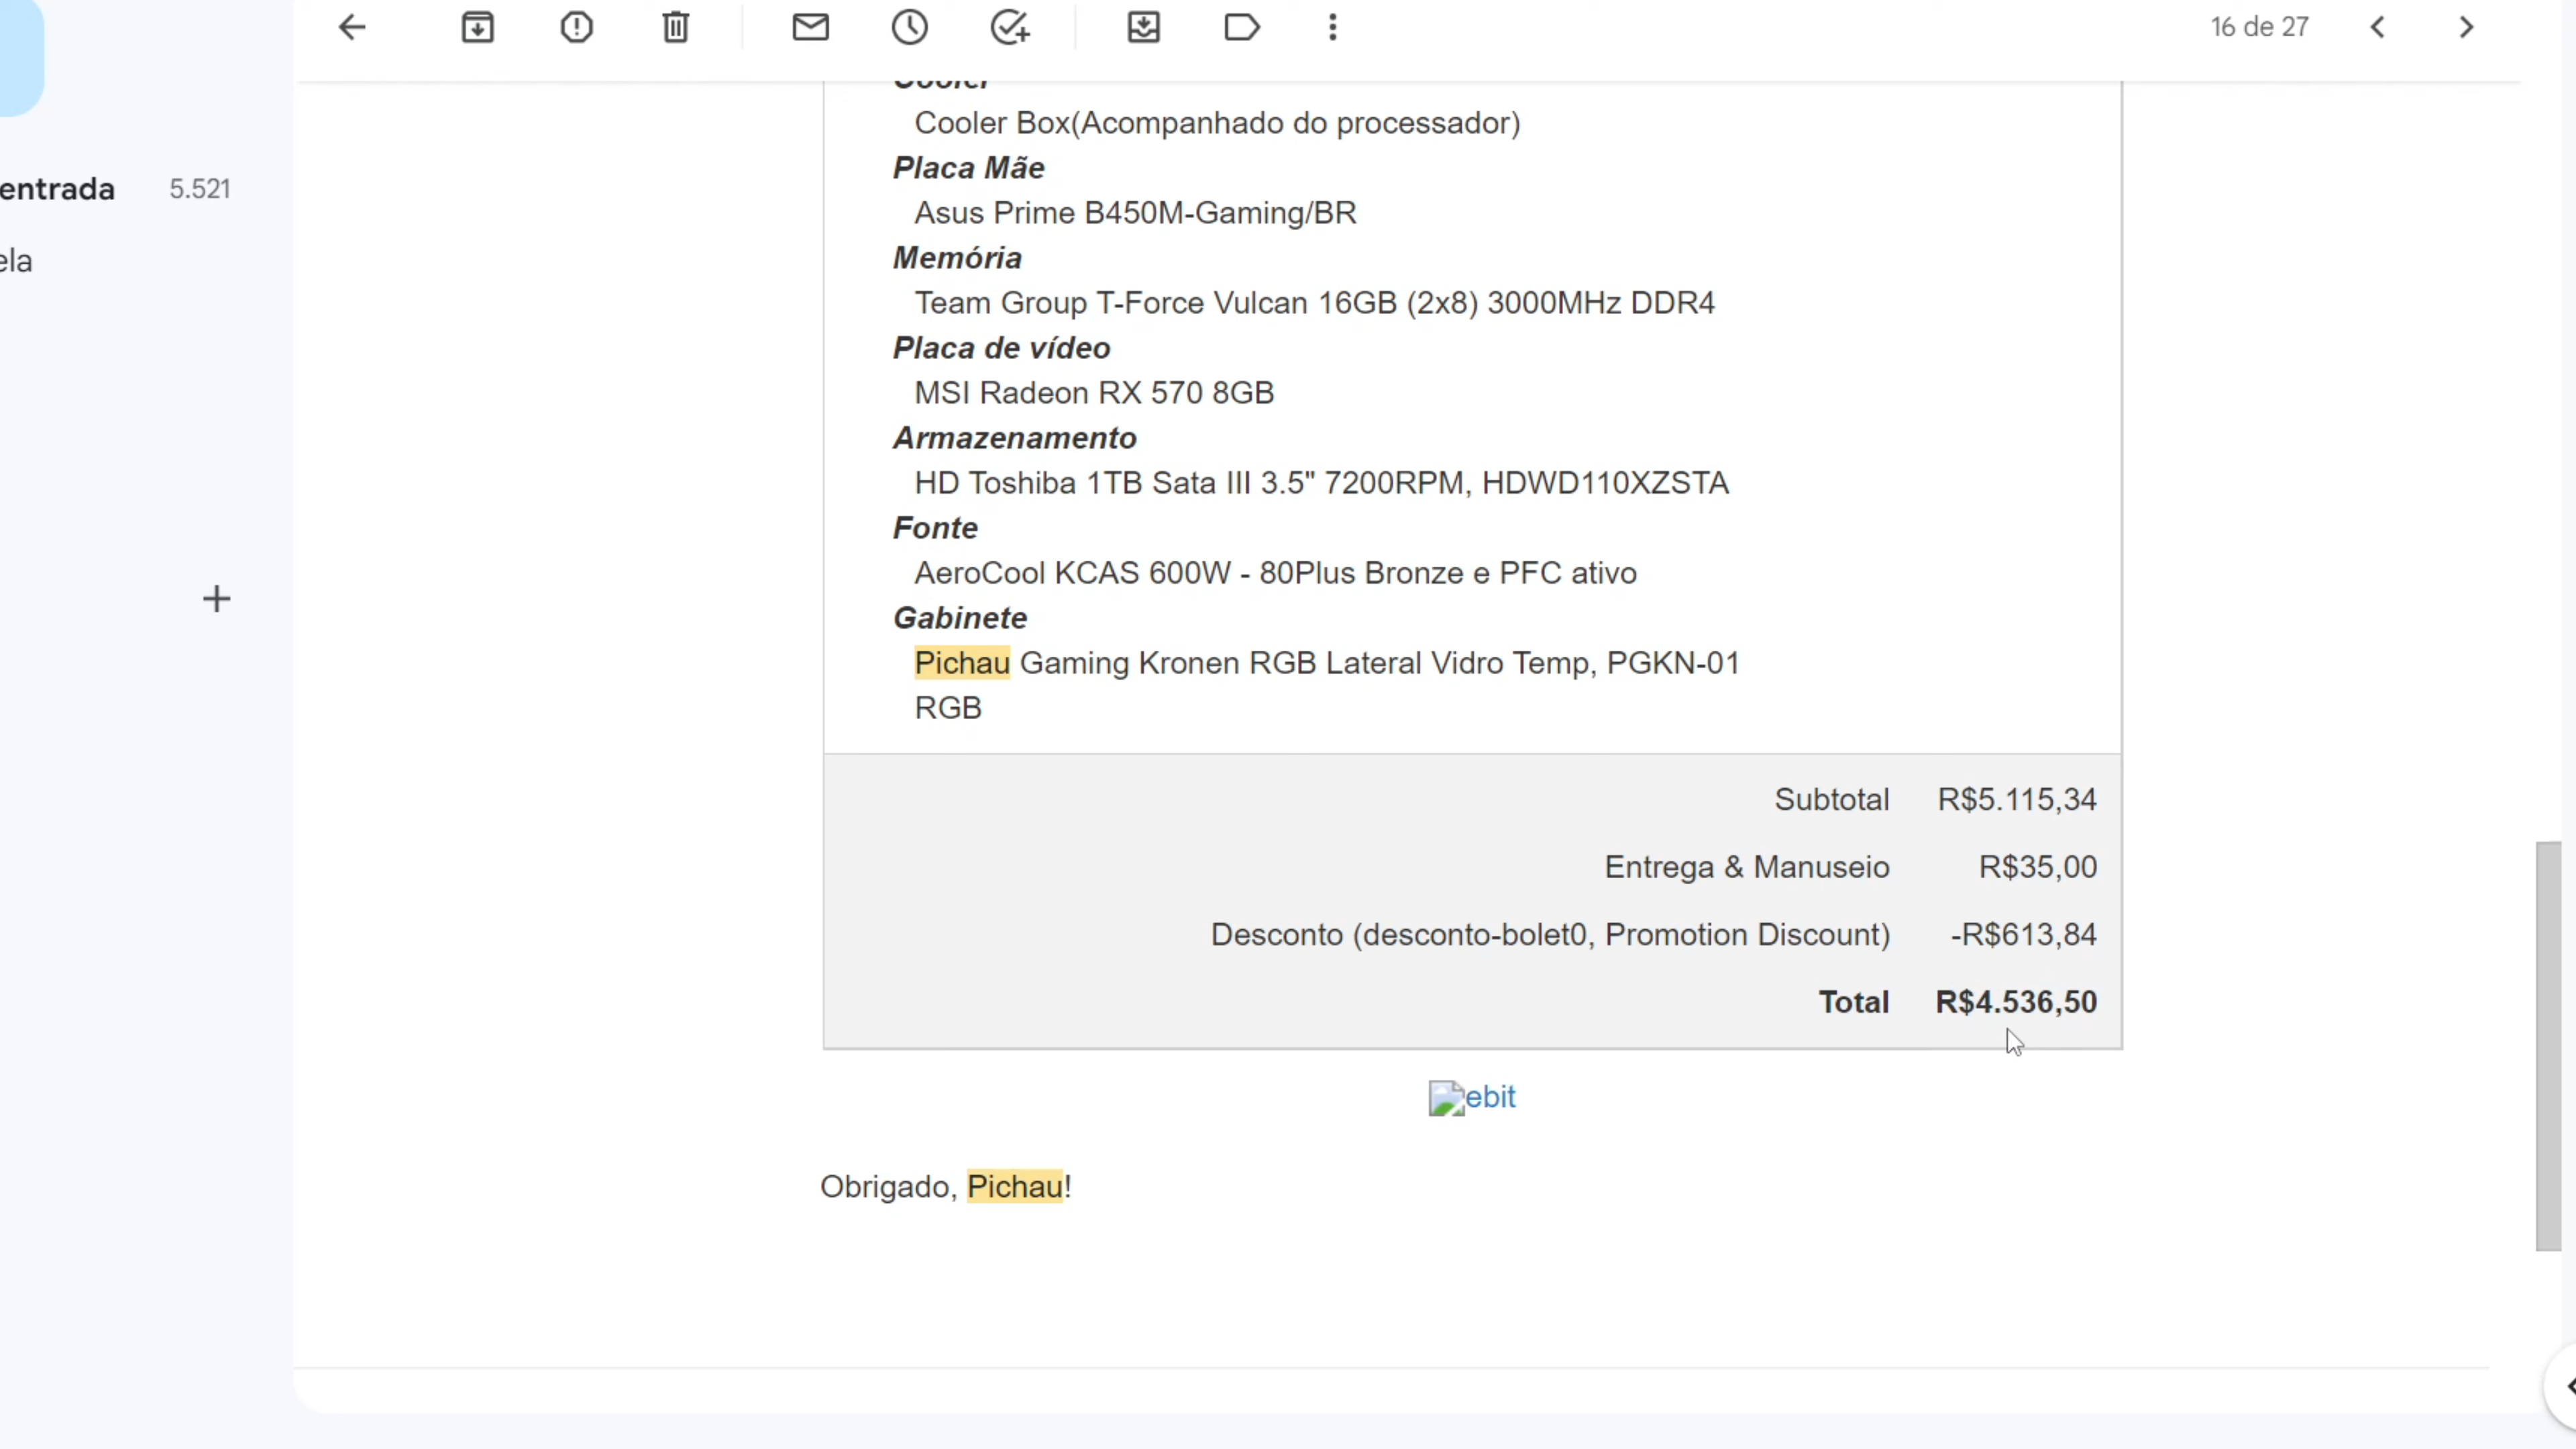 16 de 27
Cooler
Cooler Box(Acompanhado do processador)
entrada 5.521
Placa Mãe
Asus Prime B450M-Gaming/BR
ela
Memória
Team Group T-Force Vulcan 16GB (2x8) 3000MHz DDR4
Placa de vídeo
MSI Radeon RX 570 8GB
Armazenamento
HD Toshiba 1TB Sata III 3.5" 7200RPM, HDWD110XZSTA
Fonte
AeroCool KCAS 600W - 80Plus Bronze e PFC ativo
Gabinete
Pichau Gaming Kronen RGB Lateral Vidro Temp, PGKN-01
RGB
Subtotal R$5.115,34
Entrega & Manuseio R$35,00
Desconto (desconto-bolet0, Promotion Discount) -R$613,84
Total R$4.536,50
ebit
Obrigado, Pichau!